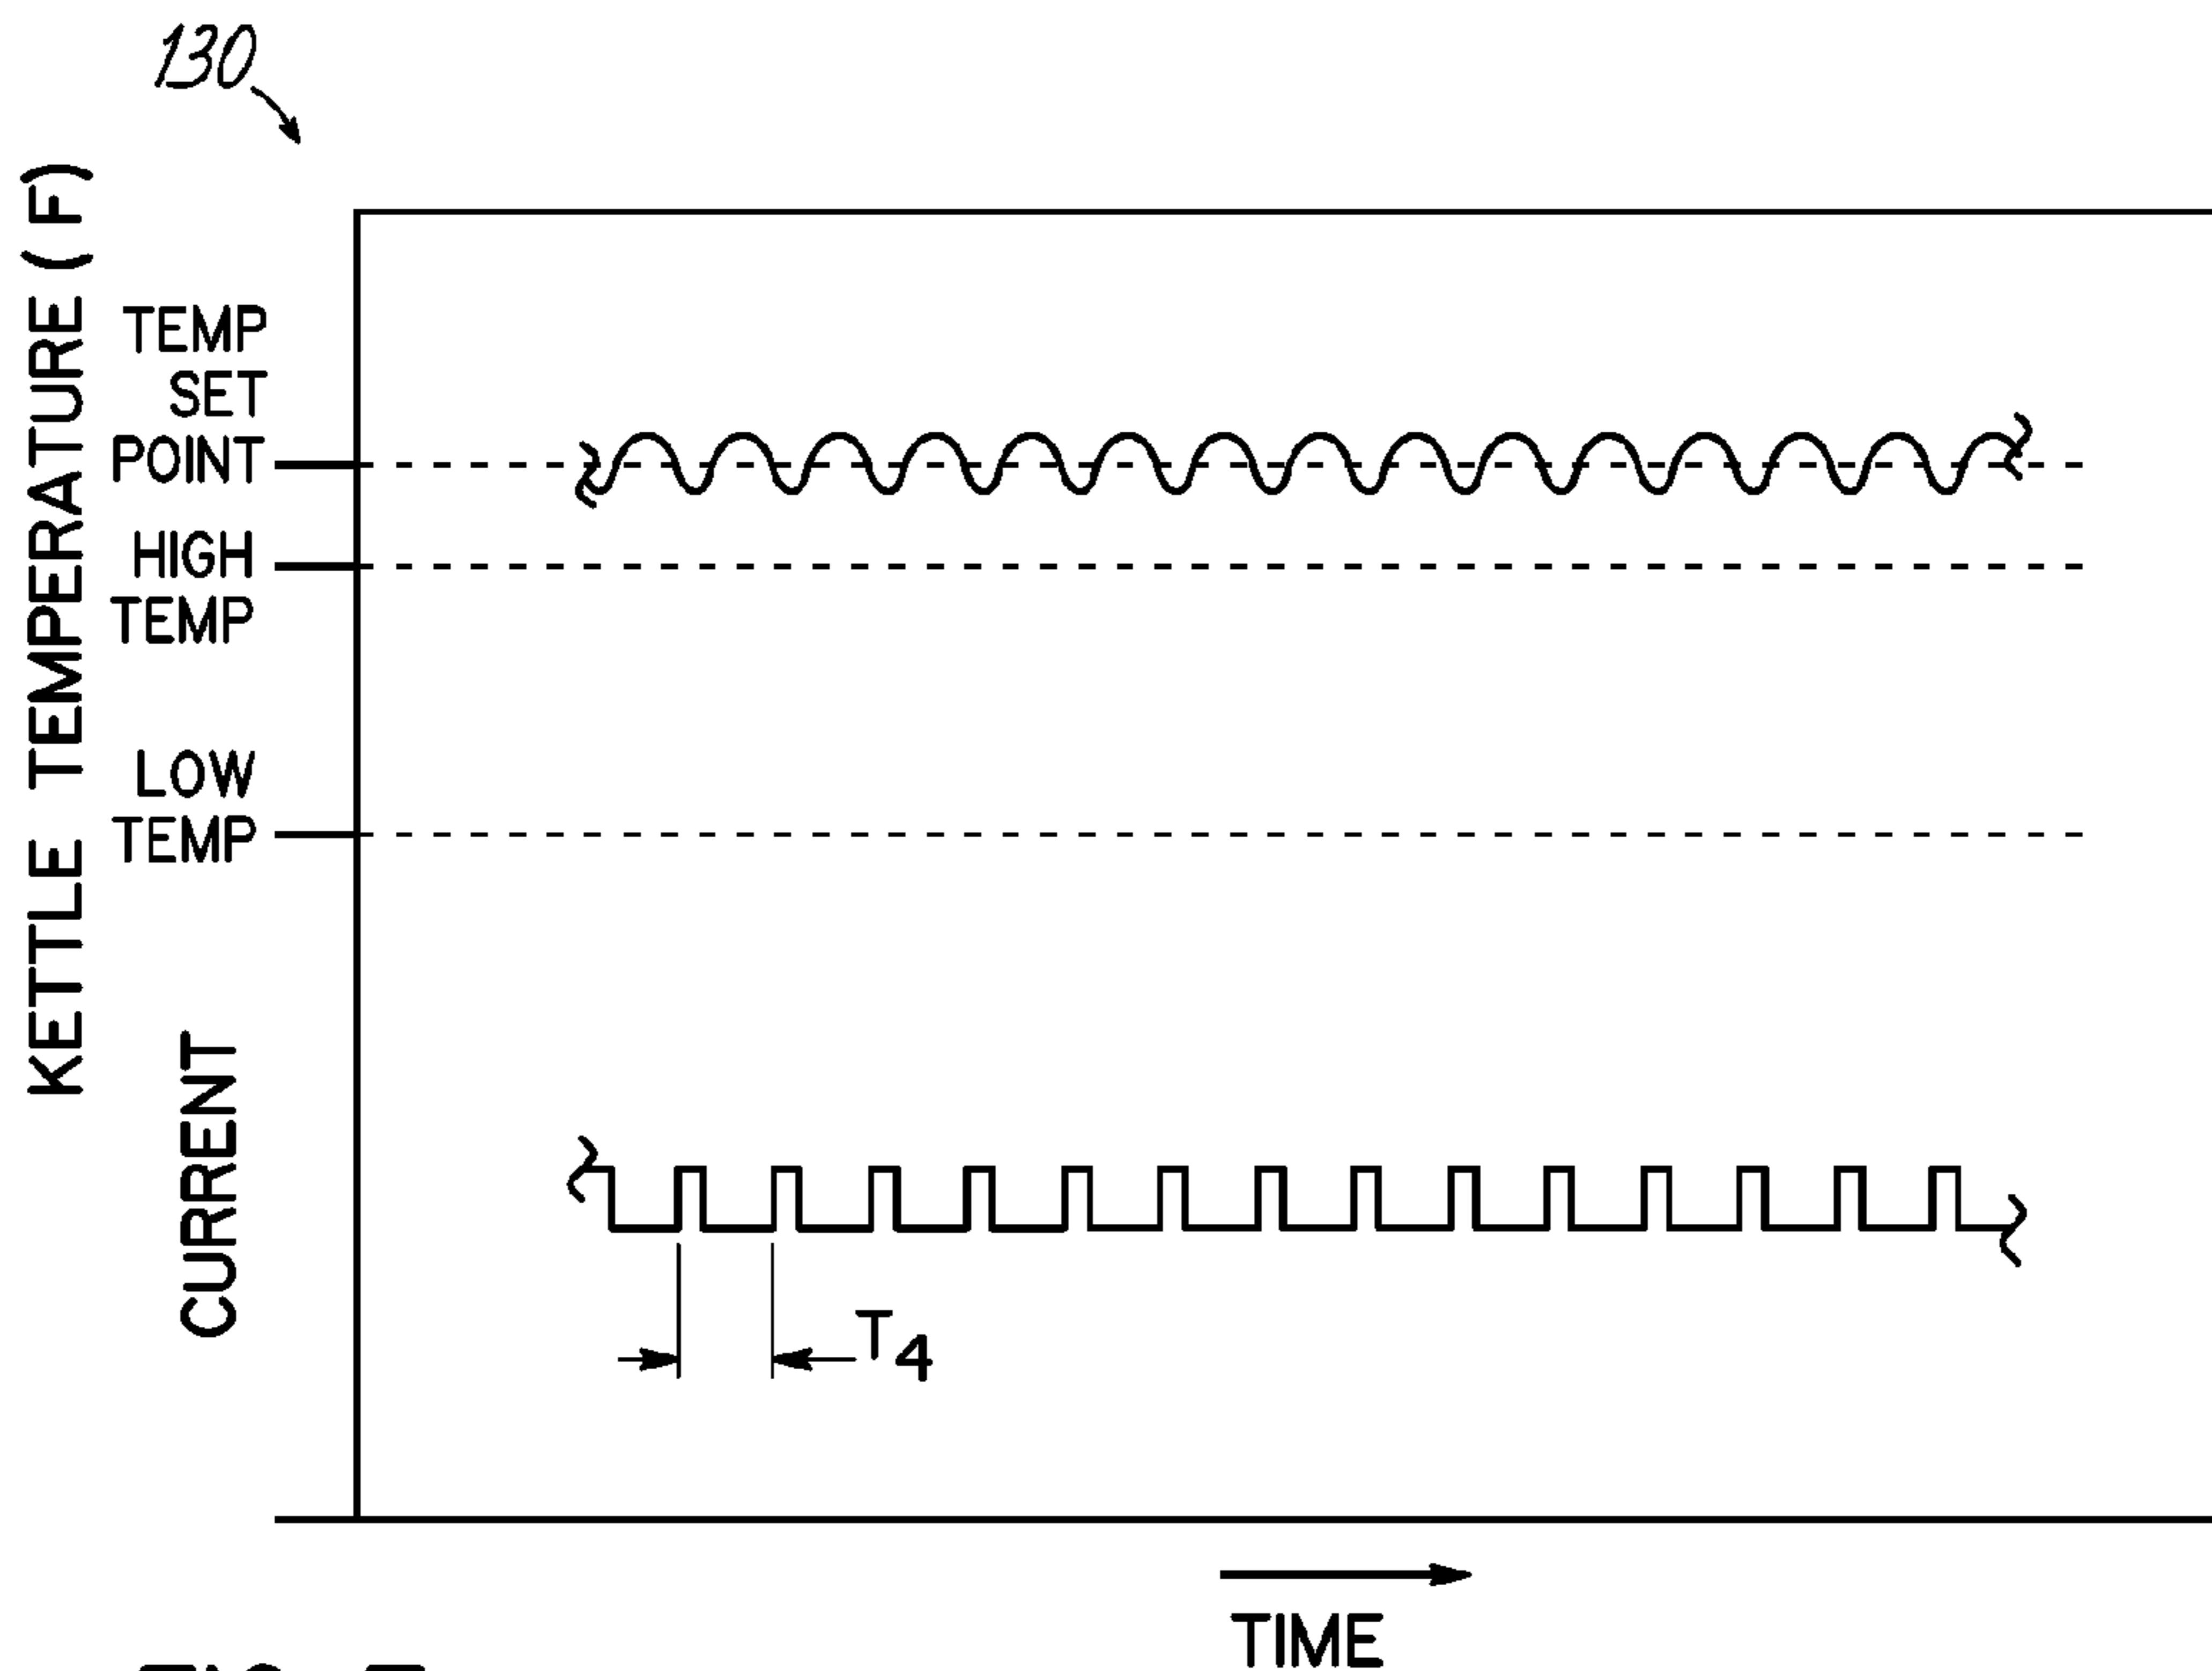 130
KETTLE TEMPERATURE (F)
TEMP
SET
POINT
HIGH
TEMP
LOW
TEMP
CURRENT
T4
TIME